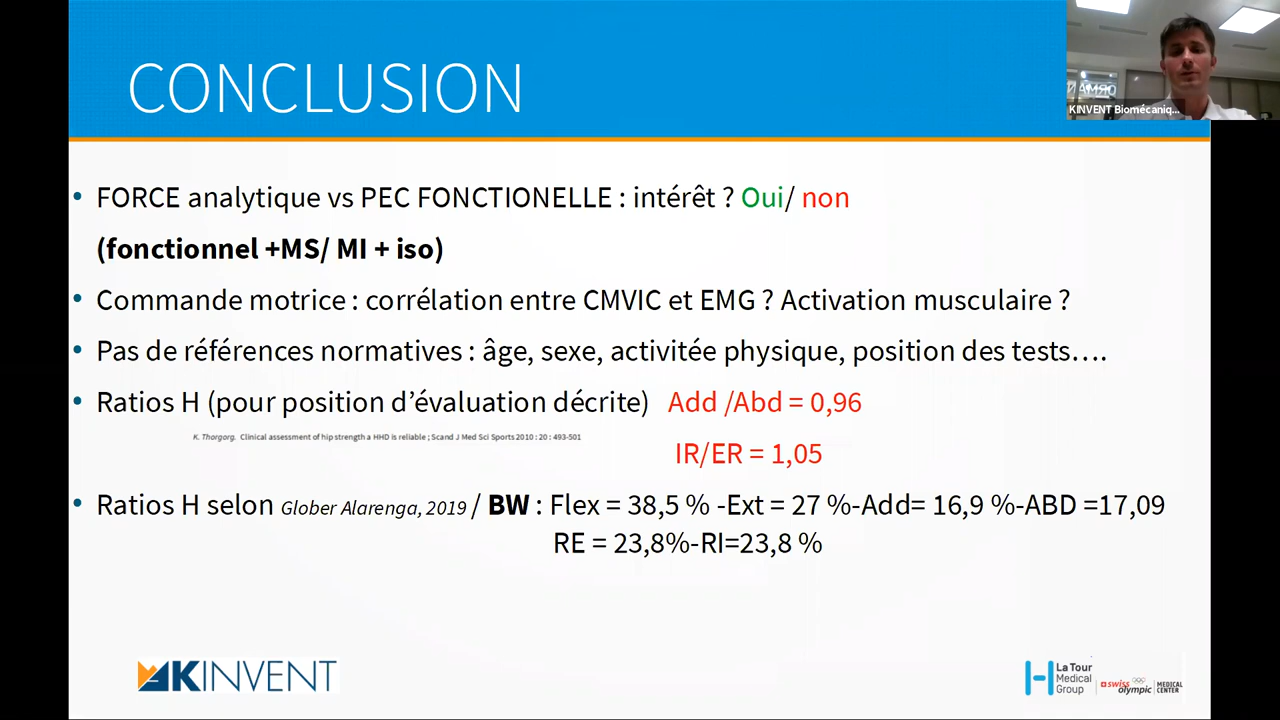 CONCLUSION
KINVENT Biomécaniq...
• FORCE analytique vs PEC FONCTIONELLE : intérêt ? Oui/ non
(fonctionnel +MS/ MI + iso)
• Commande motrice : corrélation entre CMVIC et EMG ? Activation musculaire ?
• Pas de références normatives : âge, sexe, activitée physique, position des tests….
• Ratios H (pour position d’évaluation décrite) Add /Abd = 0,96
K. Thorgorg. Clinical assessment of hip strength a HHD is reliable ; Scand J Med Sci Sports 2010 : 20 : 493-501
IR/ER = 1,05
• Ratios H selon Glober Alarenga, 2019 / BW : Flex = 38,5 % -Ext = 27 %-Add= 16,9 %-ABD =17,09
RE = 23,8%-RI=23,8 %
KINVENT
La Tour
Medical
Group
swiss
olympic
MEDICAL
CENTER